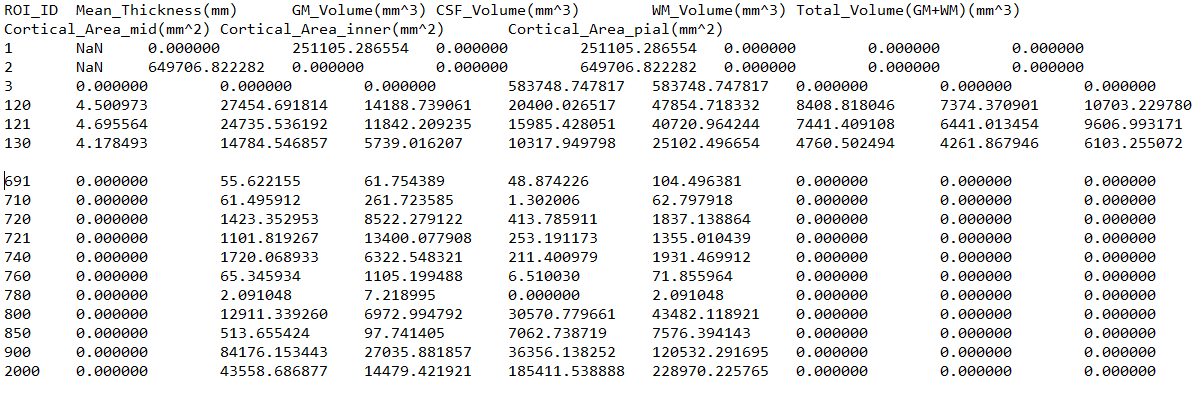 ROI_ID Mean_Thickness(mm) GM_Volume(mm^3) CSF_Volume(mm^3) WM_Volume(mm^3) Total_Volume(GM+WM)(mm^3)
Cortical_Area_mid(mm^2) Cortical_Area_inner(mm^2) Cortical_Area_pial(mm^2)
1 NaN 0.000000 251105.286554 0.000000 251105.286554 0.000000 0.000000 0.000000
2 NaN 649706.822282 0.000000 0.000000 649706.822282 0.000000 0.000000 0.000000
3 0.000000 0.000000 0.000000 583748.747817 583748.747817 0.000000 0.000000 0.000000
120 4.500973 27454.691814 14188.739061 20400.026517 47854.718332 8408.818046 7374.370901 10703.229780
121 4.695564 24735.536192 11842.209235 15985.428051 40720.964244 7441.409108 6441.013454 9606.993171
130 4.178493 14784.546857 5739.016207 10317.949798 25102.496654 4760.502494 4261.867946 6103.255072
691 0.000000 55.622155 61.754389 48.874226 104.496381 0.000000 0.000000 0.000000
710 0.000000 61.495912 261.723585 1.302006 62.797918 0.000000 0.000000 0.000000
720 0.000000 1423.352953 8522.279122 413.785911 1837.138864 0.000000 0.000000 0.000000
721 0.000000 1101.819267 13400.077908 253.191173 1355.010439 0.000000 0.000000 0.000000
740 0.000000 1720.068933 6322.548321 211.400979 1931.469912 0.000000 0.000000 0.000000
760 0.000000 65.345934 1105.199488 6.510030 71.855964 0.000000 0.000000 0.000000
780 0.000000 2.091048 7.218995 0.000000 2.091048 0.000000 0.000000 0.000000
800 0.000000 12911.339260 6972.994792 30570.779661 43482.118921 0.000000 0.000000 0.000000
850 0.000000 513.655424 97.741405 7062.738719 7576.394143 0.000000 0.000000 0.000000
900 0.000000 84176.153443 27035.881857 36356.138252 120532.291695 0.000000 0.000000 0.000000
2000 0.000000 43558.686877 14479.421921 185411.538888 228970.225765 0.000000 0.000000 0.000000